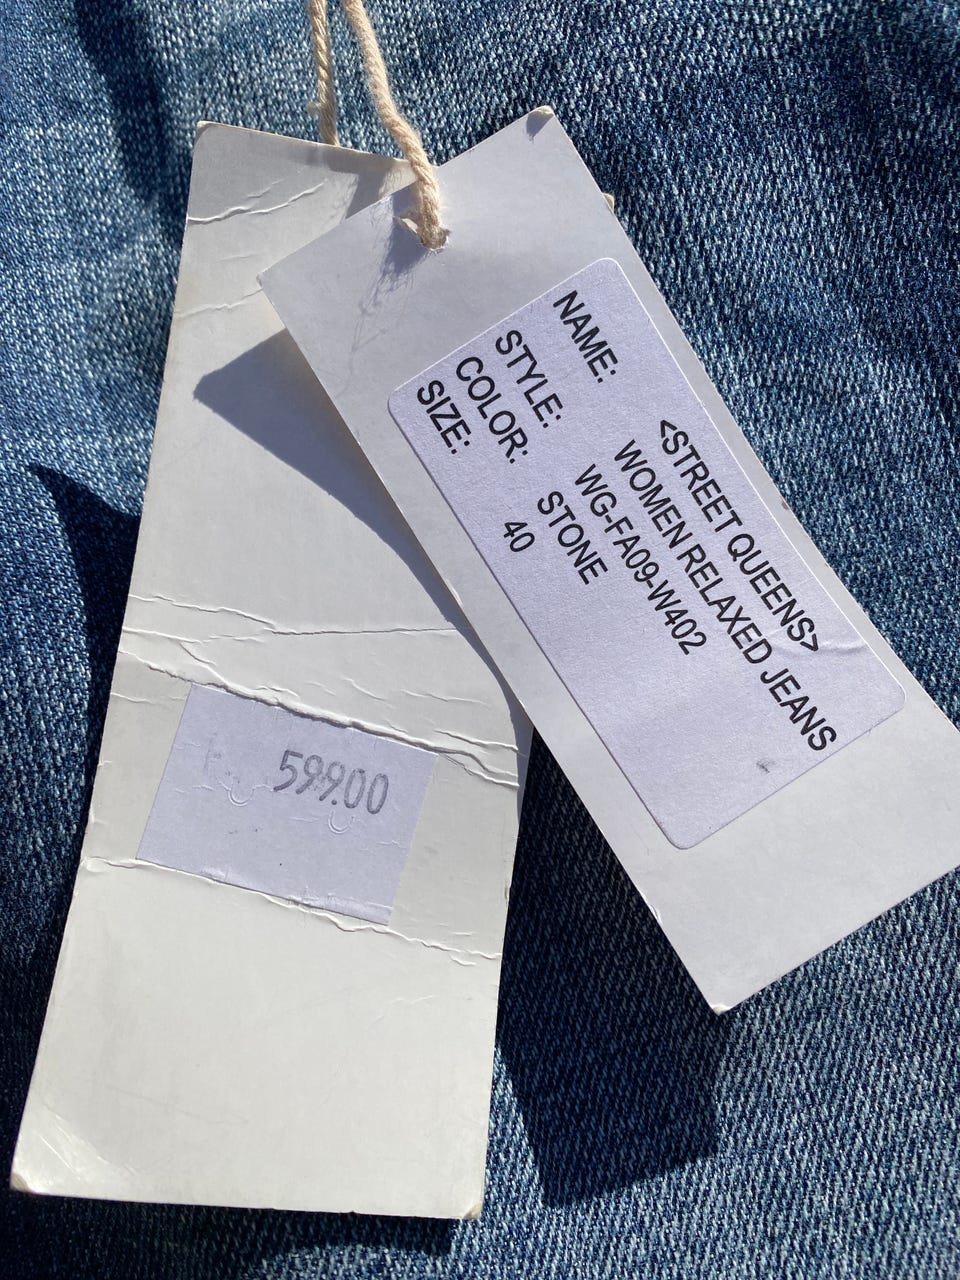 <STREET QUEENS>
NAME: WOMEN RELAXED JEANS
STYLE: WG-FA09-W402
COLOR: STONE
SIZE: 40
599.00